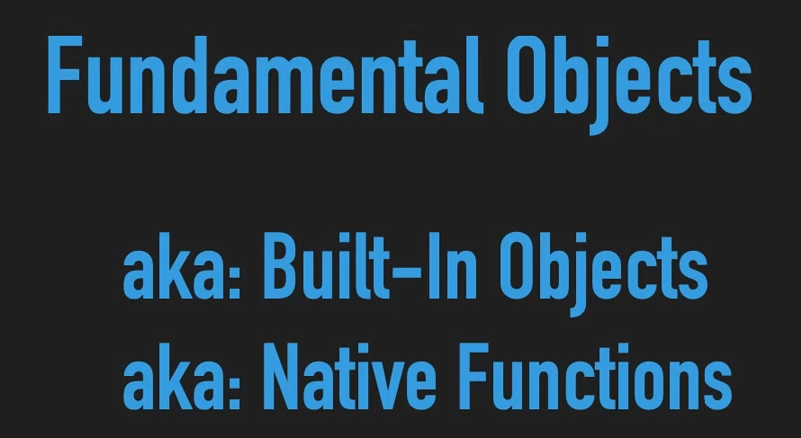 Fundamental Objects
aka: Built-In Objects
aka: Native Functions